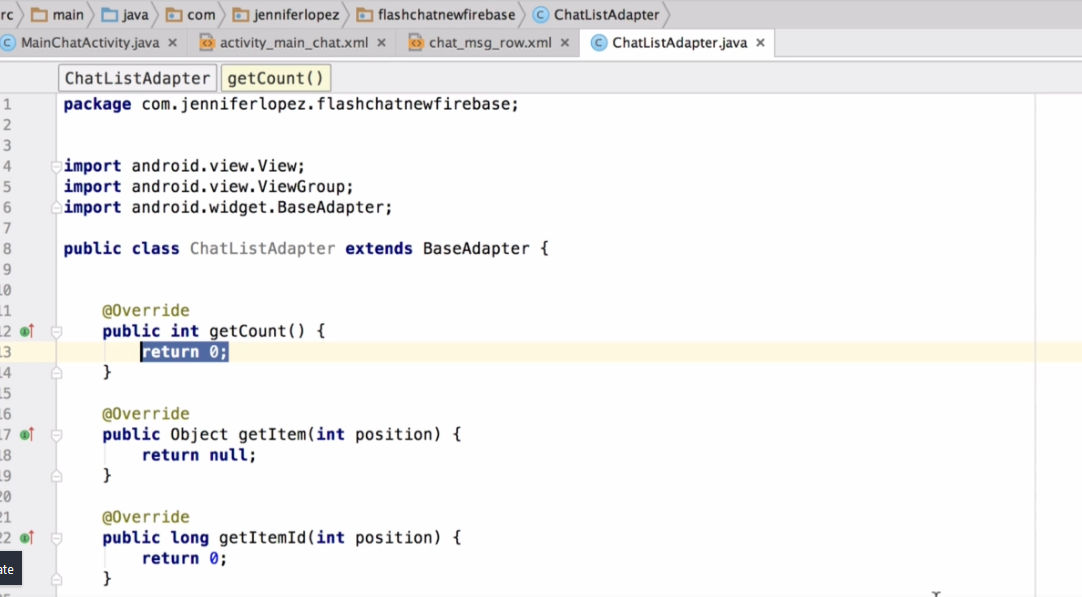 rc main java com jenniferlopez flashchatnewfirebase ChatListAdapter
MainChatActivity.java × activity_main_chat.xml × chat_msg_row.xml × ChatListAdapter.java ×
ChatListAdapter getCount()
1 package com.jenniferlopez.flashchatnewfirebase;
2
3
4 import android.view.View;
5 import android.view.ViewGroup;
6 import android.widget.BaseAdapter;
7
8 public class ChatListAdapter extends BaseAdapter {
9
10
11 @Override
12 public int getCount() {
13 return 0;
14 }
15
16 @Override
17 public Object getItem(int position) {
18 return null;
19 }
20
21 @Override
22 public long getItemId(int position) {
return 0;
ate }